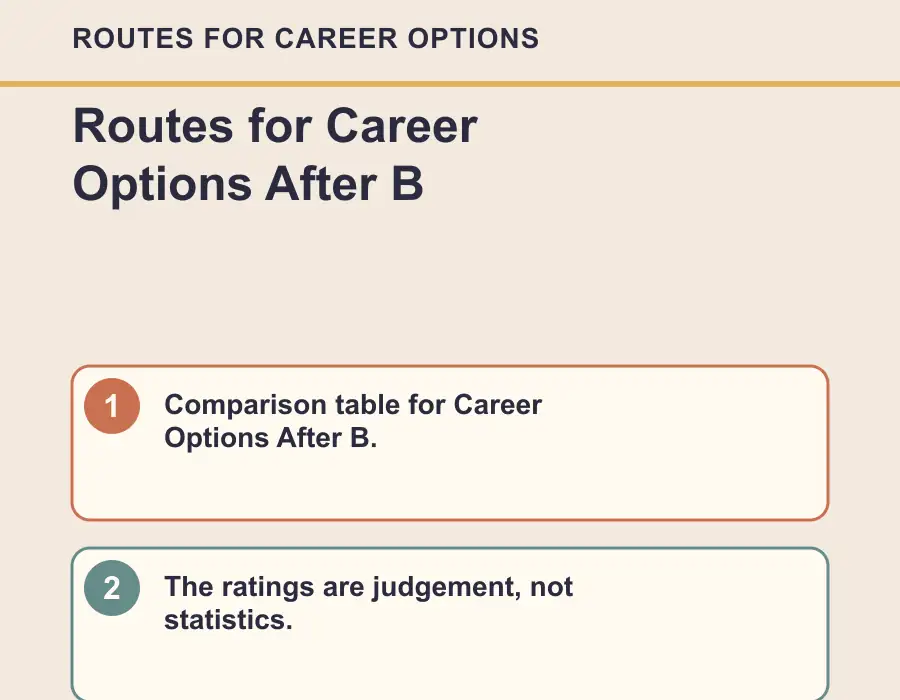 ROUTES FOR CAREER OPTIONS
Routes for Career
Options After B
1
Comparison table for Career
Options After B.
2
The ratings are judgement, not
statistics.